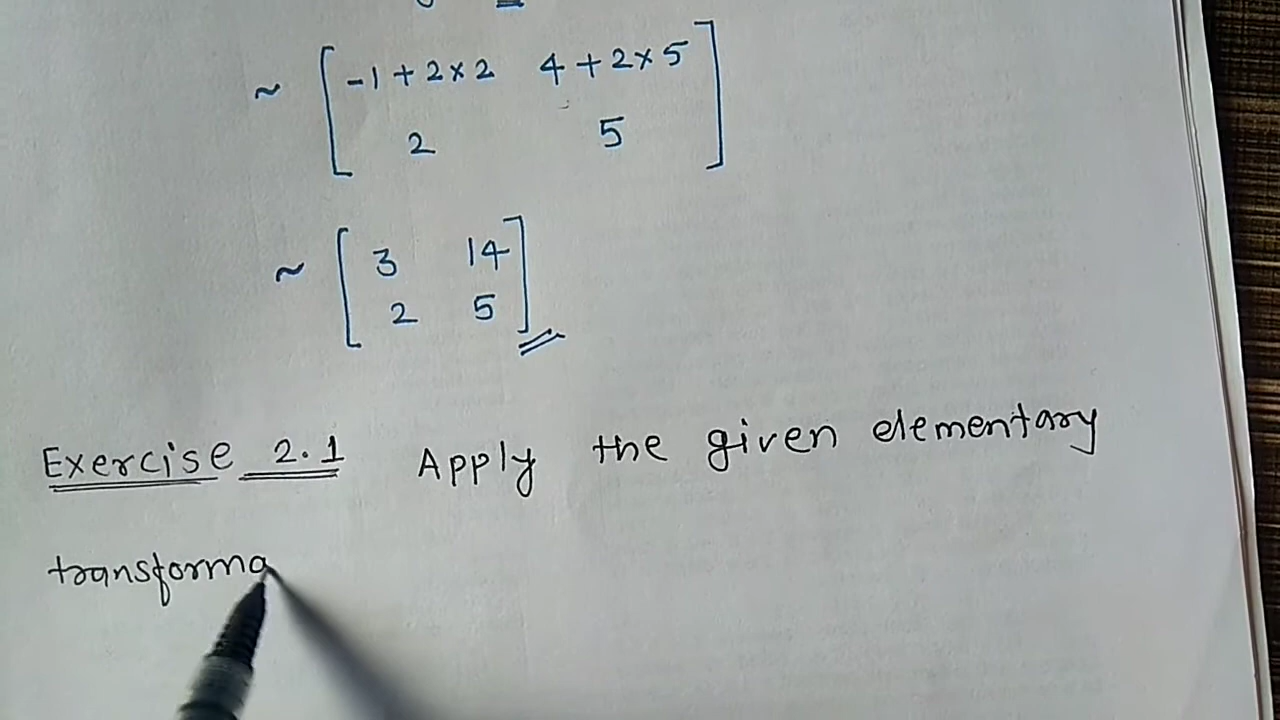 ~ [ -1 + 2 × 2 4 + 2 × 5
2 5 ]
~ [ 3 14
2 5 ]
Exercise 2.1 Apply the given elementary
transforma